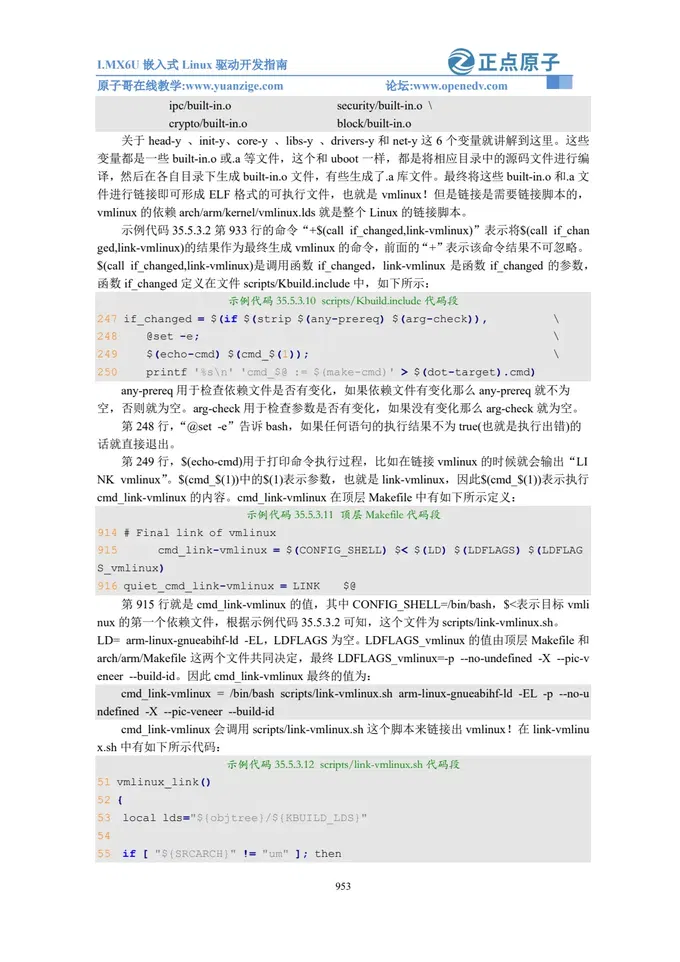 I.MX6U 嵌入式 Linux 驱动开发指南
正点原子
原子哥在线教学:www.yuanzige.com 论坛:www.openedv.com
ipc/built-in.o security/built-in.o \
crypto/built-in.o block/built-in.o
关于 head-y 、init-y、core-y 、libs-y 、drivers-y 和 net-y 这 6 个变量就讲解到这里。这些
变量都是一些 built-in.o 或.a 等文件，这个和 uboot 一样，都是将相应目录中的源码文件进行编
译，然后在各自目录下生成 built-in.o 文件，有些生成了.a 库文件。最终将这些 built-in.o 和.a 文
件进行链接即可形成 ELF 格式的可执行文件，也就是 vmlinux！但是链接是需要链接脚本的，
vmlinux 的依赖 arch/arm/kernel/vmlinux.lds 就是整个 Linux 的链接脚本。
示例代码 35.5.3.2 第 933 行的命令“+$(call if_changed,link-vmlinux)”表示将$(call if_chan
ged,link-vmlinux)的结果作为最终生成 vmlinux 的命令，前面的“+”表示该命令结果不可忽略。
$(call if_changed,link-vmlinux)是调用函数 if_changed，link-vmlinux 是函数 if_changed 的参数，
函数 if_changed 定义在文件 scripts/Kbuild.include 中，如下所示：
示例代码 35.5.3.10 scripts/Kbuild.include 代码段
247 if_changed = $(if $(strip $(any-prereq) $(arg-check)), \
248 @set -e; \
249 $(echo-cmd) $(cmd_$(1)); \
250 printf '%s\n' 'cmd_$@ := $(make-cmd)' > $(dot-target).cmd)
any-prereq 用于检查依赖文件是否有变化，如果依赖文件有变化那么 any-prereq 就不为
空，否则就为空。arg-check 用于检查参数是否有变化，如果没有变化那么 arg-check 就为空。
第 248 行，“@set -e”告诉 bash，如果任何语句的执行结果不为 true(也就是执行出错)的
话就直接退出。
第 249 行，$(echo-cmd)用于打印命令执行过程，比如在链接 vmlinux 的时候就会输出“LI
NK vmlinux”。$(cmd_$(1))中的$(1)表示参数，也就是 link-vmlinux，因此$(cmd_$(1))表示执行
cmd_link-vmlinux 的内容。cmd_link-vmlinux 在顶层 Makefile 中有如下所示定义：
示例代码 35.5.3.11 顶层 Makefile 代码段
914 # Final link of vmlinux
915 cmd_link-vmlinux = $(CONFIG_SHELL) $< $(LD) $(LDFLAGS) $(LDFLAG
S_vmlinux)
916 quiet_cmd_link-vmlinux = LINK $@
第 915 行就是 cmd_link-vmlinux 的值，其中 CONFIG_SHELL=/bin/bash，$<表示目标 vmli
nux 的第一个依赖文件，根据示例代码 35.5.3.2 可知，这个文件为 scripts/link-vmlinux.sh。
LD= arm-linux-gnueabihf-ld -EL，LDFLAGS 为空。LDFLAGS_vmlinux 的值由顶层 Makefile 和
arch/arm/Makefile 这两个文件共同决定，最终 LDFLAGS_vmlinux=-p --no-undefined -X --pic-v
eneer --build-id。因此 cmd_link-vmlinux 最终的值为：
cmd_link-vmlinux = /bin/bash scripts/link-vmlinux.sh arm-linux-gnueabihf-ld -EL -p --no-u
ndefined -X --pic-veneer --build-id
cmd_link-vmlinux 会调用 scripts/link-vmlinux.sh 这个脚本来链接出 vmlinux！在 link-vmlinu
x.sh 中有如下所示代码：
示例代码 35.5.3.12 scripts/link-vmlinux.sh 代码段
51 vmlinux_link()
52 {
53 local lds="${objtree}/${KBUILD_LDS}"
54
55 if [ "${SRCARCH}" != "um" ]; then
953